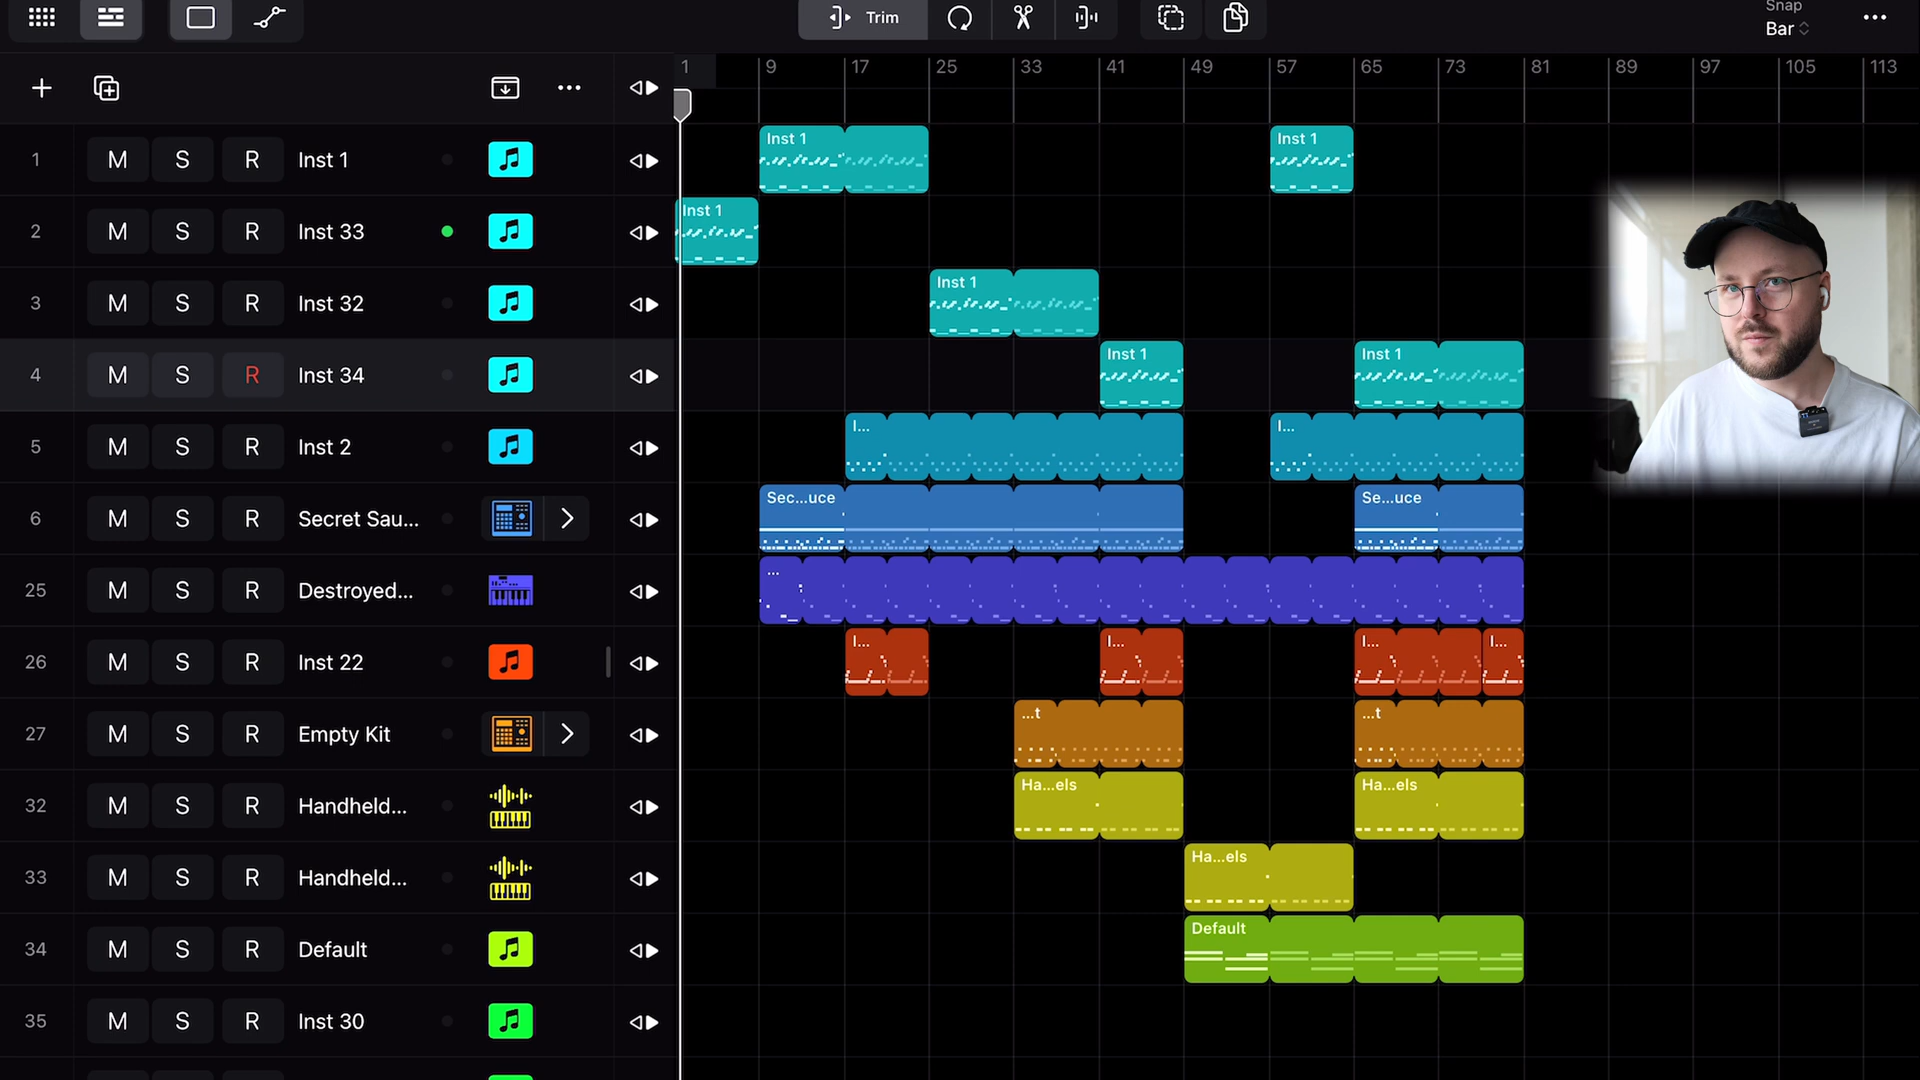 Trim
Snap
Bar
1 9 17 25 33 41 49 57 65 73 81 89 97 105 113
1 M S R Inst 1
Inst 1
Inst 1
2 M S R Inst 33
Inst 1
3 M S R Inst 32
Inst 1
4 M S R Inst 34
Inst 1
Inst 1
5 M S R Inst 2
I...
I...
6 M S R Secret Sau...
Sec...uce
Se...uce
25 M S R Destroyed...
...
26 M S R Inst 22
I...
I...
I...
I...
27 M S R Empty Kit
...t
...t
32 M S R Handheld...
Ha...els
Ha...els
33 M S R Handheld...
Ha...els
34 M S R Default
Default
35 M S R Inst 30